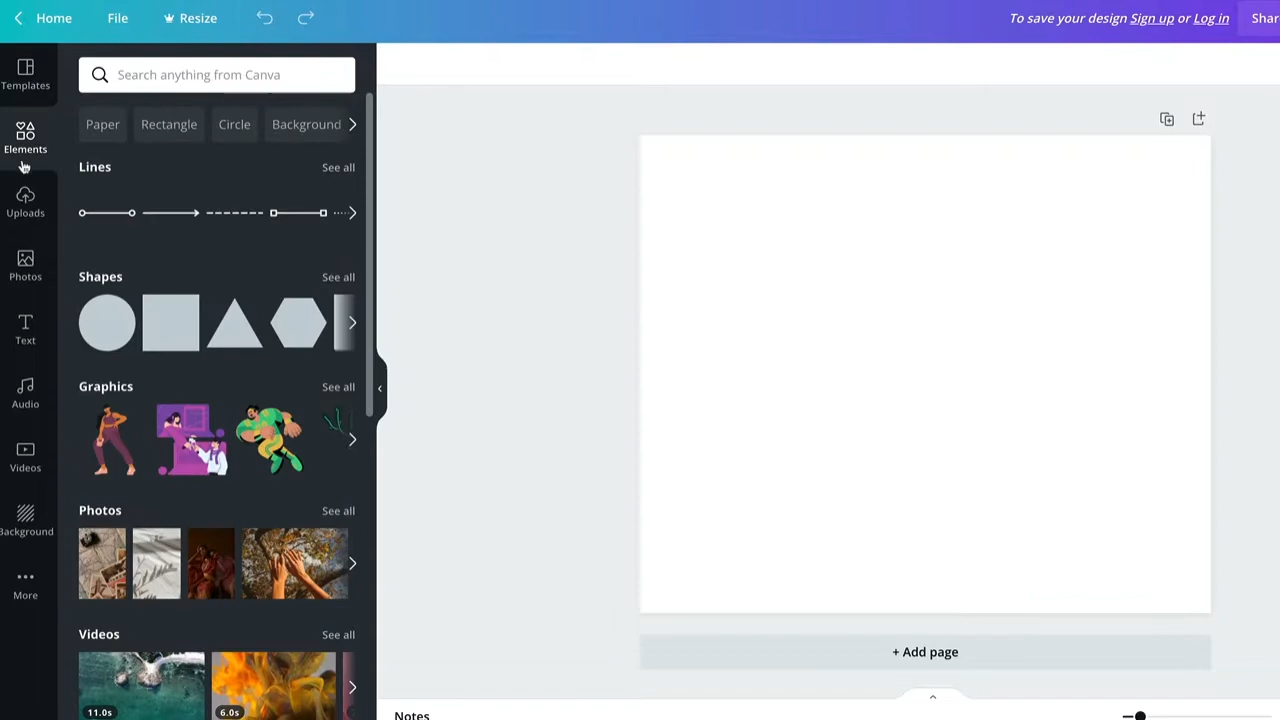 Home File Resize To save your design Sign up or Log in Shar
Templates
Elements
Uploads
Photos
Text
Audio
Videos
Background
More
Search anything from Canva
Paper Rectangle Circle Background
Lines See all
Shapes See all
Graphics See all
Photos See all
Videos See all
11.0s 6.0s
+ Add page
Notes